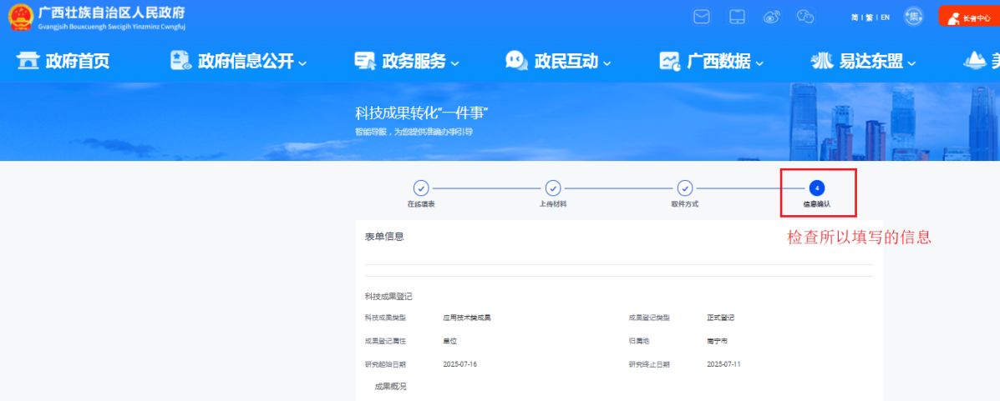 广西壮族自治区人民政府
Gvangjsih Bouxcuengh Swcigih Yinzminz Cwngfuj
简 | 繁 | EN
集
长者中心
政府首页
政府信息公开
政务服务
政民互动
广西数据
易达东盟
科技成果转化“一件事”
智能导服，为您提供准确办事引导
在线填表
上传材料
取件方式
4
信息确认
检查所以填写的信息
表单信息
科技成果登记
科技成果类型 应用技术类成果 成果登记类型 正式登记
成果登记属性 单位 归属地 南宁市
研究起始日期 2025-07-16 研究终止日期 2025-07-11
成果概况